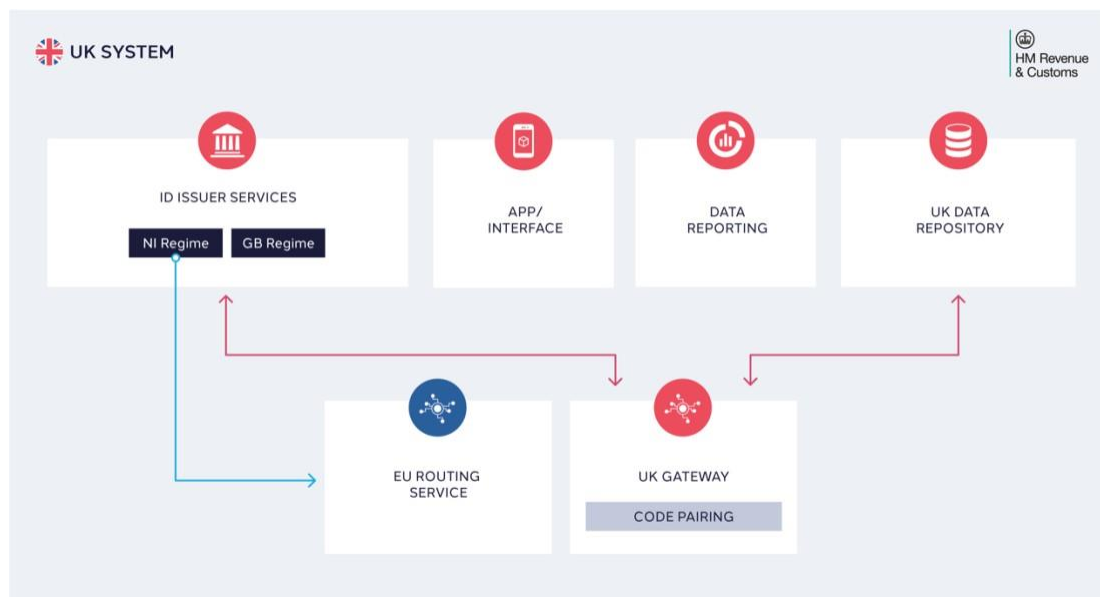 UK SYSTEM
HM Revenue
& Customs
ID ISSUER SERVICES
NI Regime
GB Regime
APP/
INTERFACE
DATA
REPORTING
UK DATA
REPOSITORY
EU ROUTING
SERVICE
UK GATEWAY
CODE PAIRING